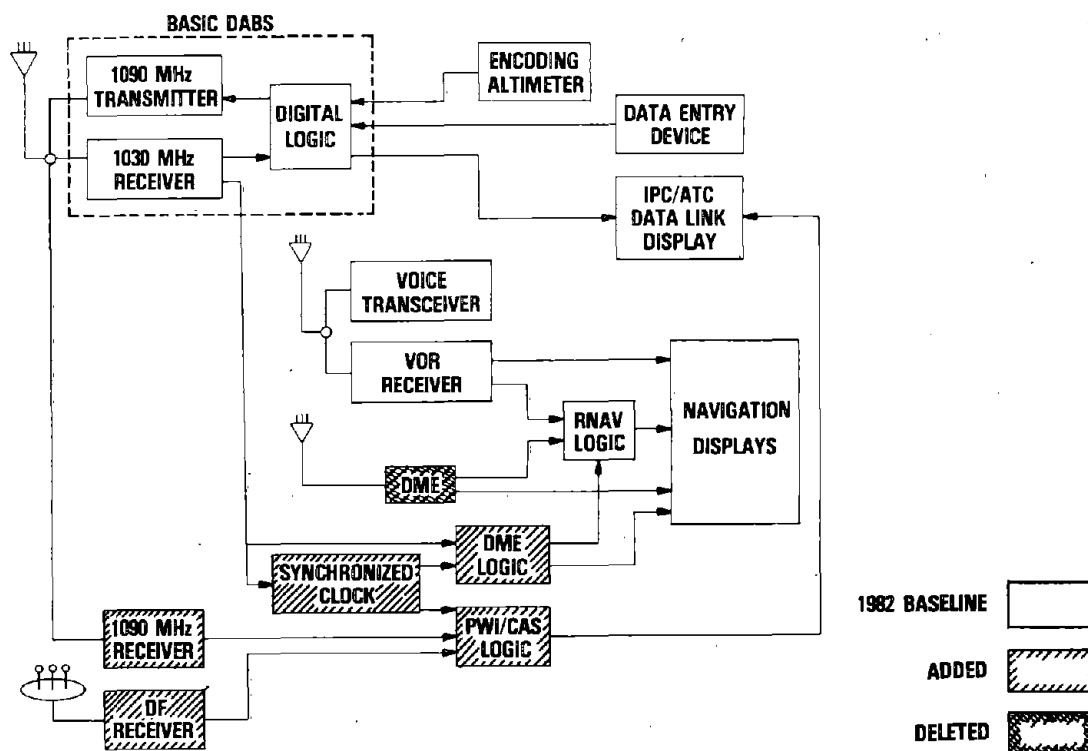 BASIC DABS
1090 MHz
TRANSMITTER
DIGITAL
LOGIC
1030 MHz
RECEIVER
ENCODING
ALTIMETER
DATA ENTRY
DEVICE
IPC/ATC
DATA LINK
DISPLAY
VOICE
TRANSCEIVER
VOR
RECEIVER
RNAV
LOGIC
NAVIGATION
DISPLAYS
DME
DME
LOGIC
SYNCHRONIZED
CLOCK
PWI/CAS
LOGIC
1090 MHz
RECEIVER
DF
RECEIVER
1982 BASELINE
ADDED
DELETED